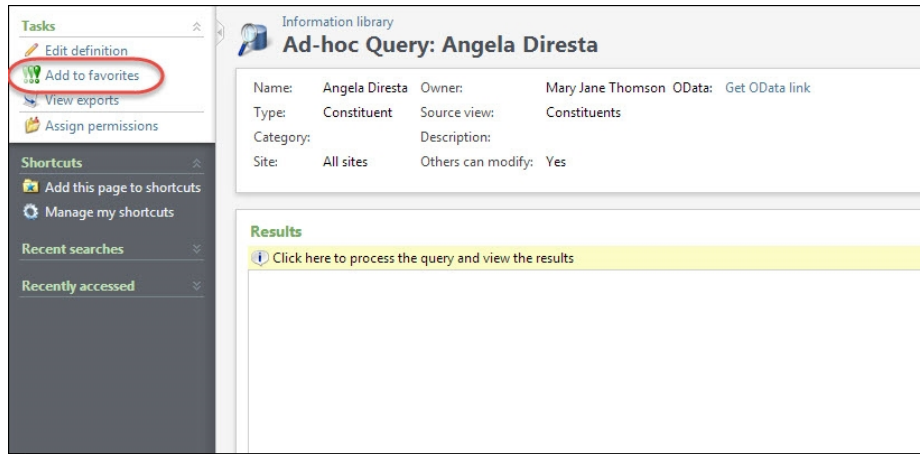 Tasks
Edit definition
Add to favorites
View exports
Assign permissions
Shortcuts
Add this page to shortcuts
Manage my shortcuts
Recent searches
Recently accessed
Information library
Ad-hoc Query: Angela Diresta
Name: Angela Diresta Owner: Mary Jane Thomson OData: Get OData link
Type: Constituent Source view: Constituents
Category: Description:
Site: All sites Others can modify: Yes
Results
Click here to process the query and view the results